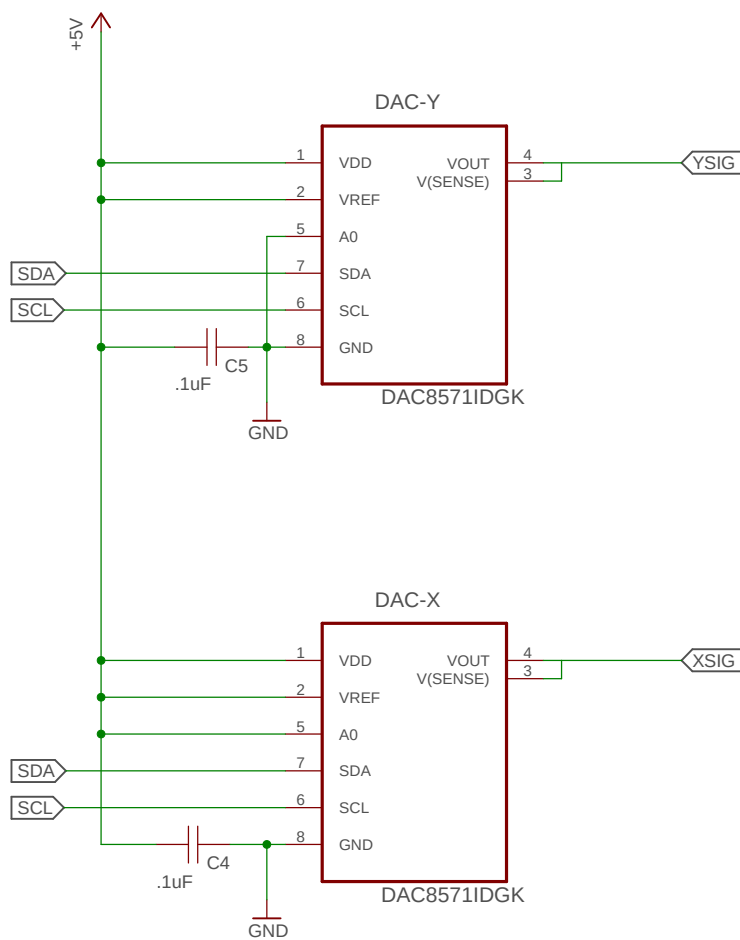 +5V
DAC-Y
1 VDD VOUT 4
V(SENSE) 3
YSIG
2 VREF
5 A0
SDA 7 SDA
SCL 6 SCL
8 GND
C5
.1uF
DAC8571IDGK
GND
DAC-X
1 VDD VOUT 4
V(SENSE) 3
XSIG
2 VREF
5 A0
SDA 7 SDA
SCL 6 SCL
8 GND
C4
.1uF
DAC8571IDGK
GND